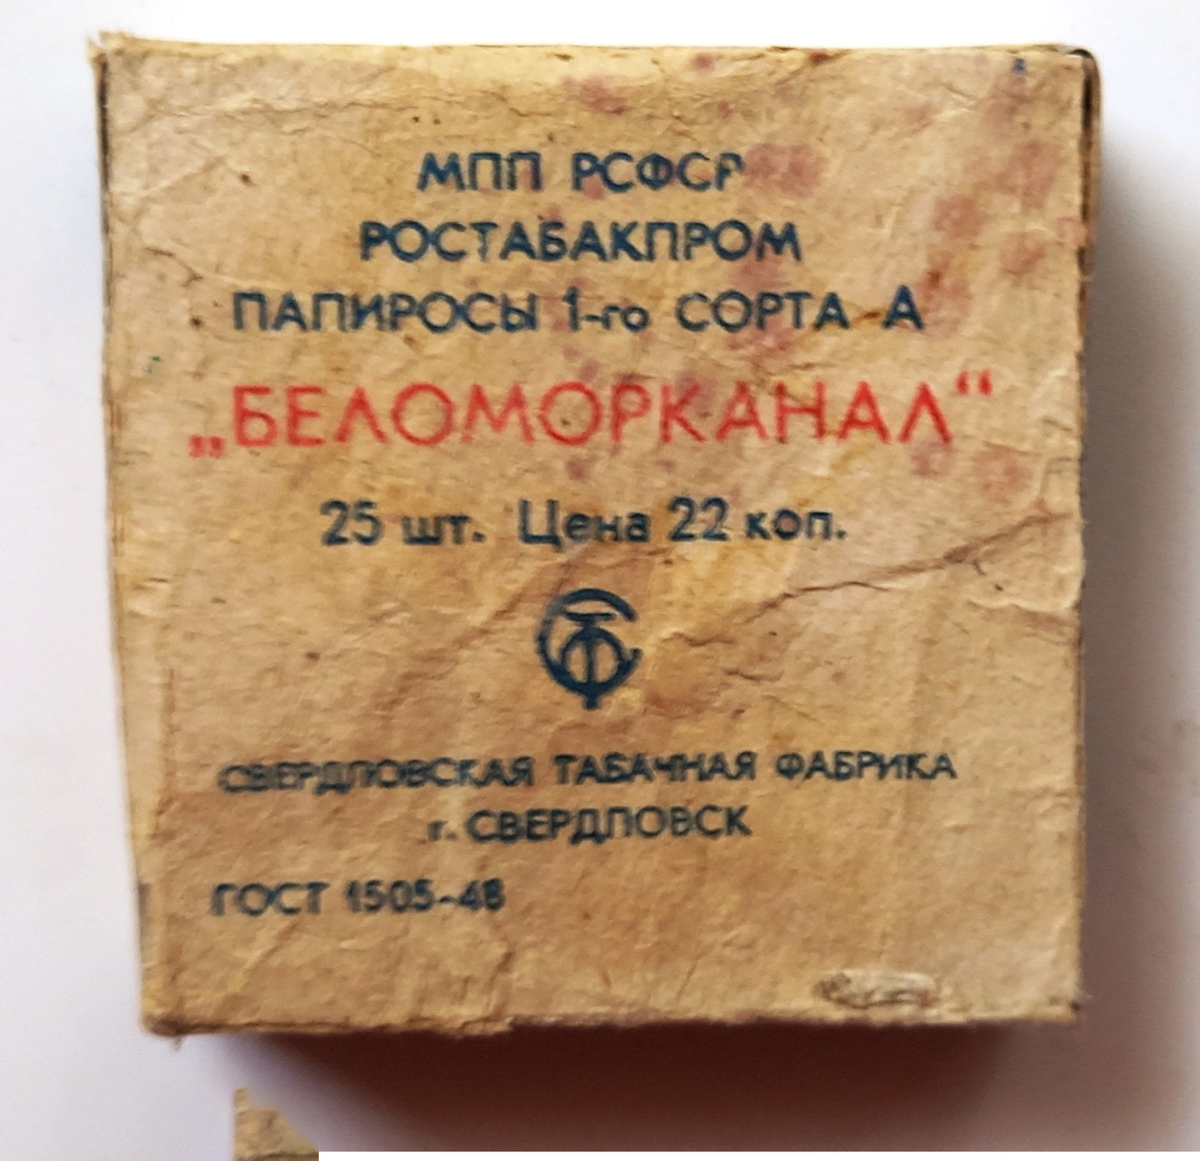 МПП РСФСР
РОСТАБАКПРОМ
ПАПИРОСЫ 1-го СОРТА А
„БЕЛОМОРКАНАЛ“
25 шт. Цена 22 коп.
СТФ
СВЕРДЛОВСКАЯ ТАБАЧНАЯ ФАБРИКА
г. СВЕРДЛОВСК
ГОСТ 1505-48